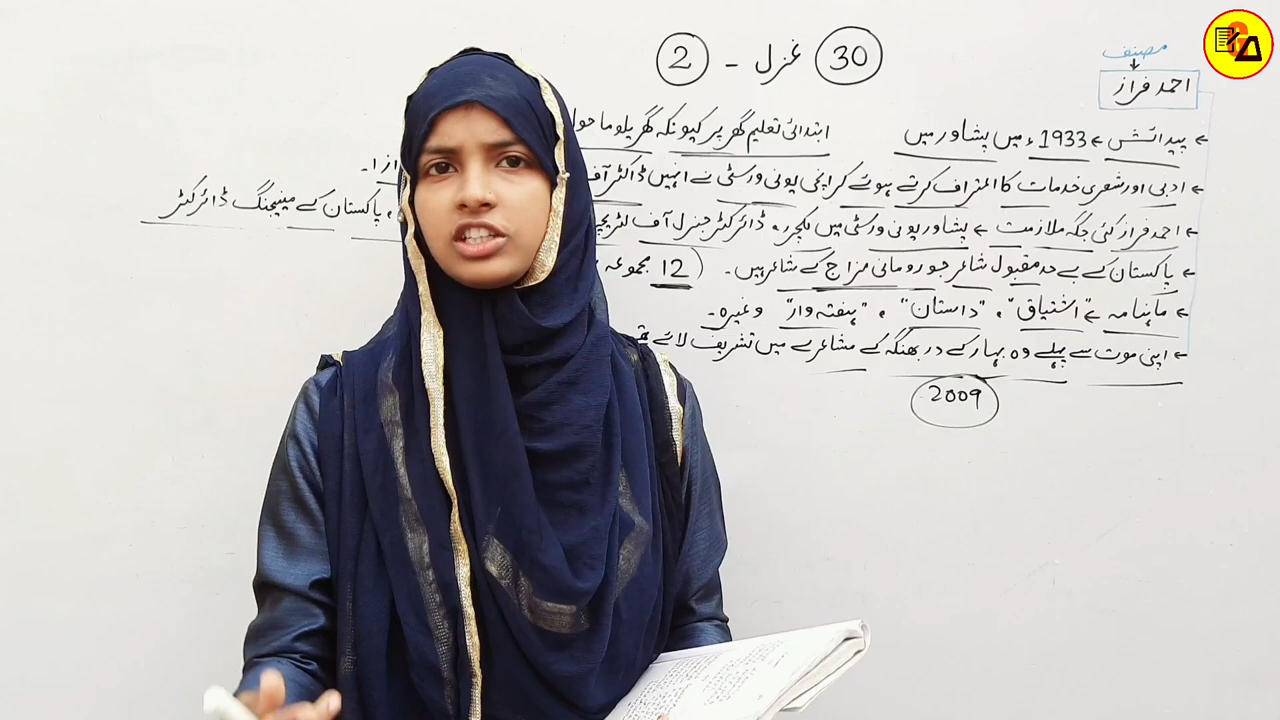 30 غزل - 2
مصنف
احمد فراز
پیدائش ← 1933ء میں پشاور میں ابتدائی تعلیم گھر پر کیونکہ گھریلو ماحو
ادبی اور شعری خدمات کا اعتراف کرتے ہوئے کراچی یونی ورسٹی نے انہیں ڈاکٹر آف ازا۔
احمد فراز کئی جگہ ملازمت ← پشاور یونی ورسٹی میں لکچرر، ڈائرکٹر جنرل آف لٹریچر ، پاکستان کے مینیجنگ ڈائرکٹر
پاکستان کے بے حد مقبول شاعر جو رومانی مزاج کے شاعر ہیں۔ (12 مجموعہ
ماہنامہ ← "اشتیاق"، "داستان"، "ہفتہ وار" وغیرہ۔
اپنی موت سے پہلے وہ بہار کے دربھنگہ کے مشاعرے میں تشریف لائے
2009